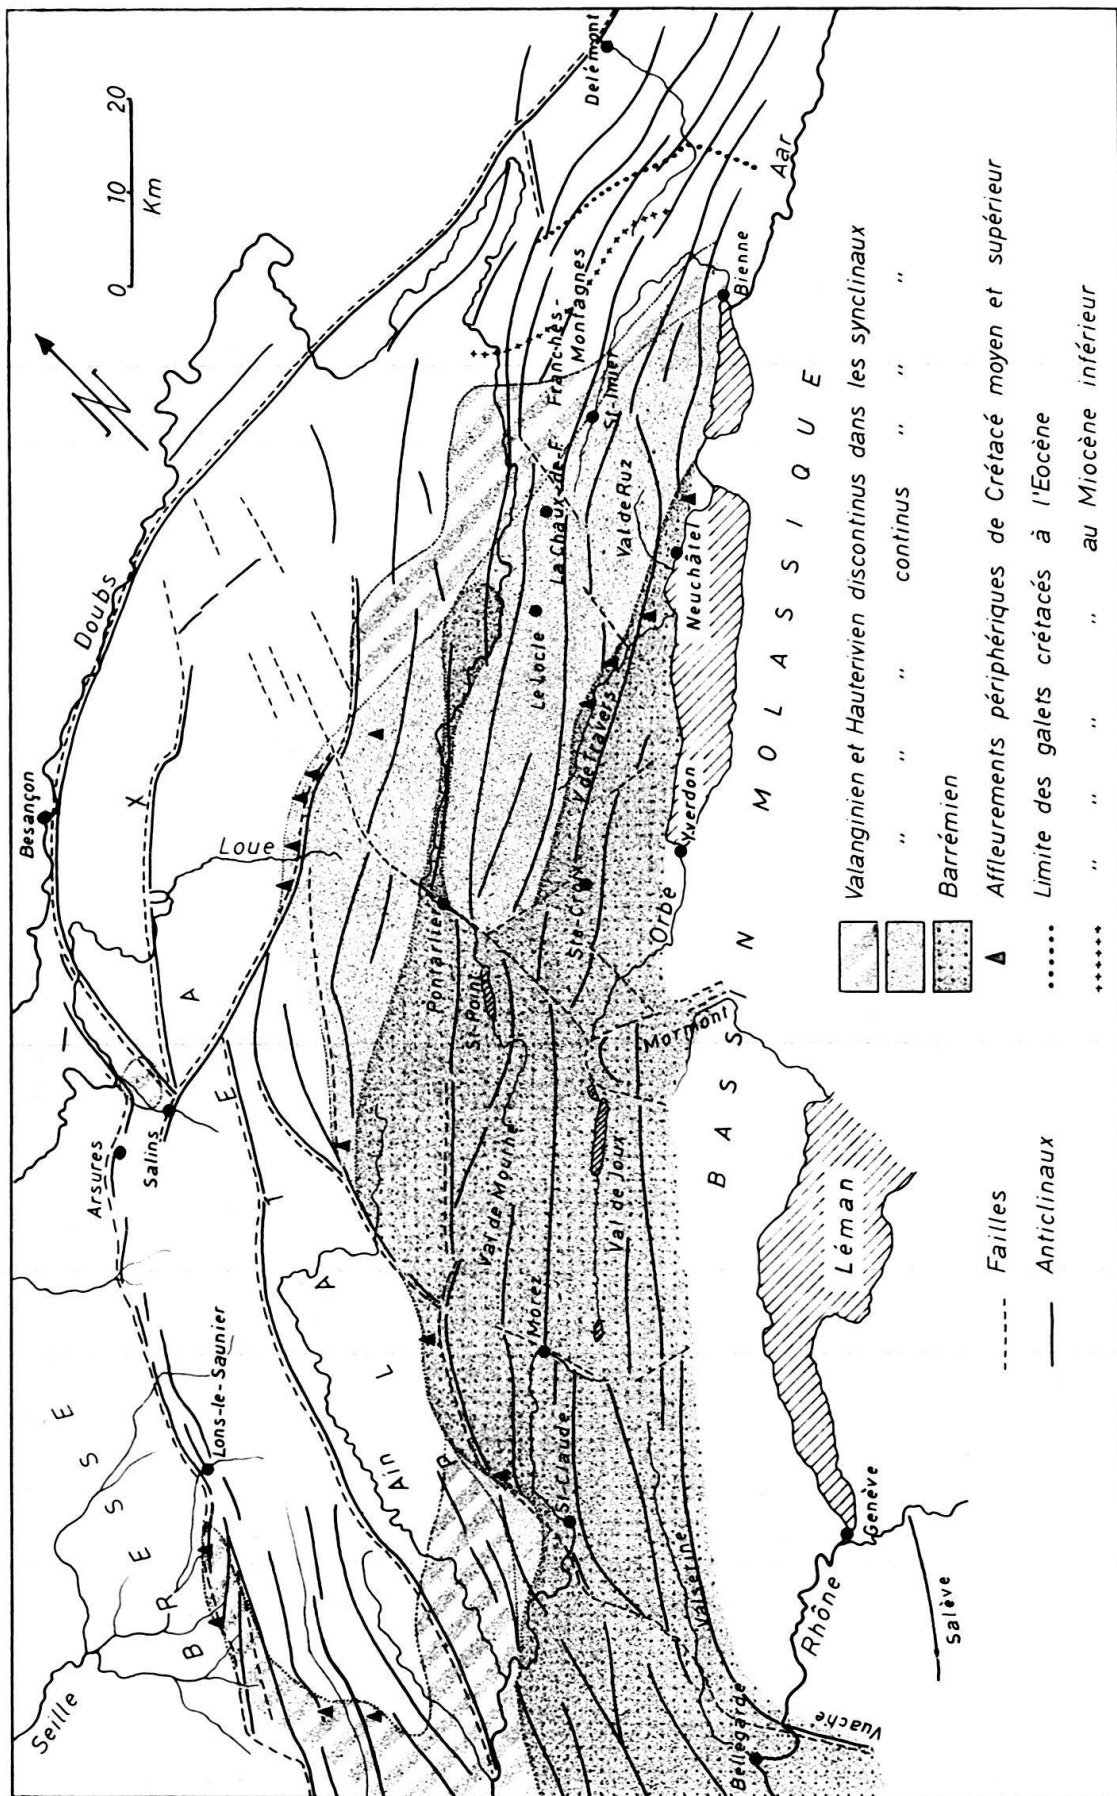 Delémont
0 10 20
Km
Aar
Bienne
Franches-
Montagnes
St-Imier
La Chaux-de-F.
Val de Ruz
Neuchâtel
Le Locle
V. de Travers
Doubs
Besançon
Loue
Pontarlier
St-Point
Ste-Croix
Yverdon
Orbe
Mormont
Arsures
Salins
Val de Mouthe
Val de Joux
Morez
Lons-le-Saunier
Ain
St-Claude
Valserine
Léman
Genève
Rhône
Salève
Vuache
Bellegarde
Seille
BRESSE
PLATEAX
BASSIN MOLASSIQUE
Valanginien et Hauterivien discontinus dans les synclinaux
" " " continus " " "
Barrémien
Affleurements périphériques de Crétacé moyen et supérieur
Limite des galets crétacés à l'Eocène
" " " " au Miocène inférieur
Failles
Anticlinaux